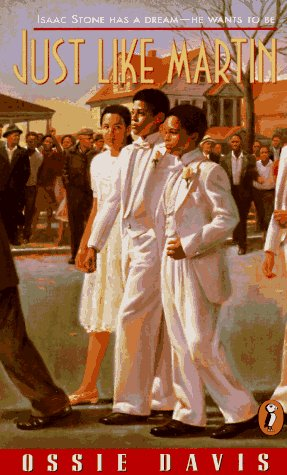 ISAAC STONE HAS A DREAM—HE WANTS TO BE
JUST LIKE MARTIN
OSSIE DAVIS